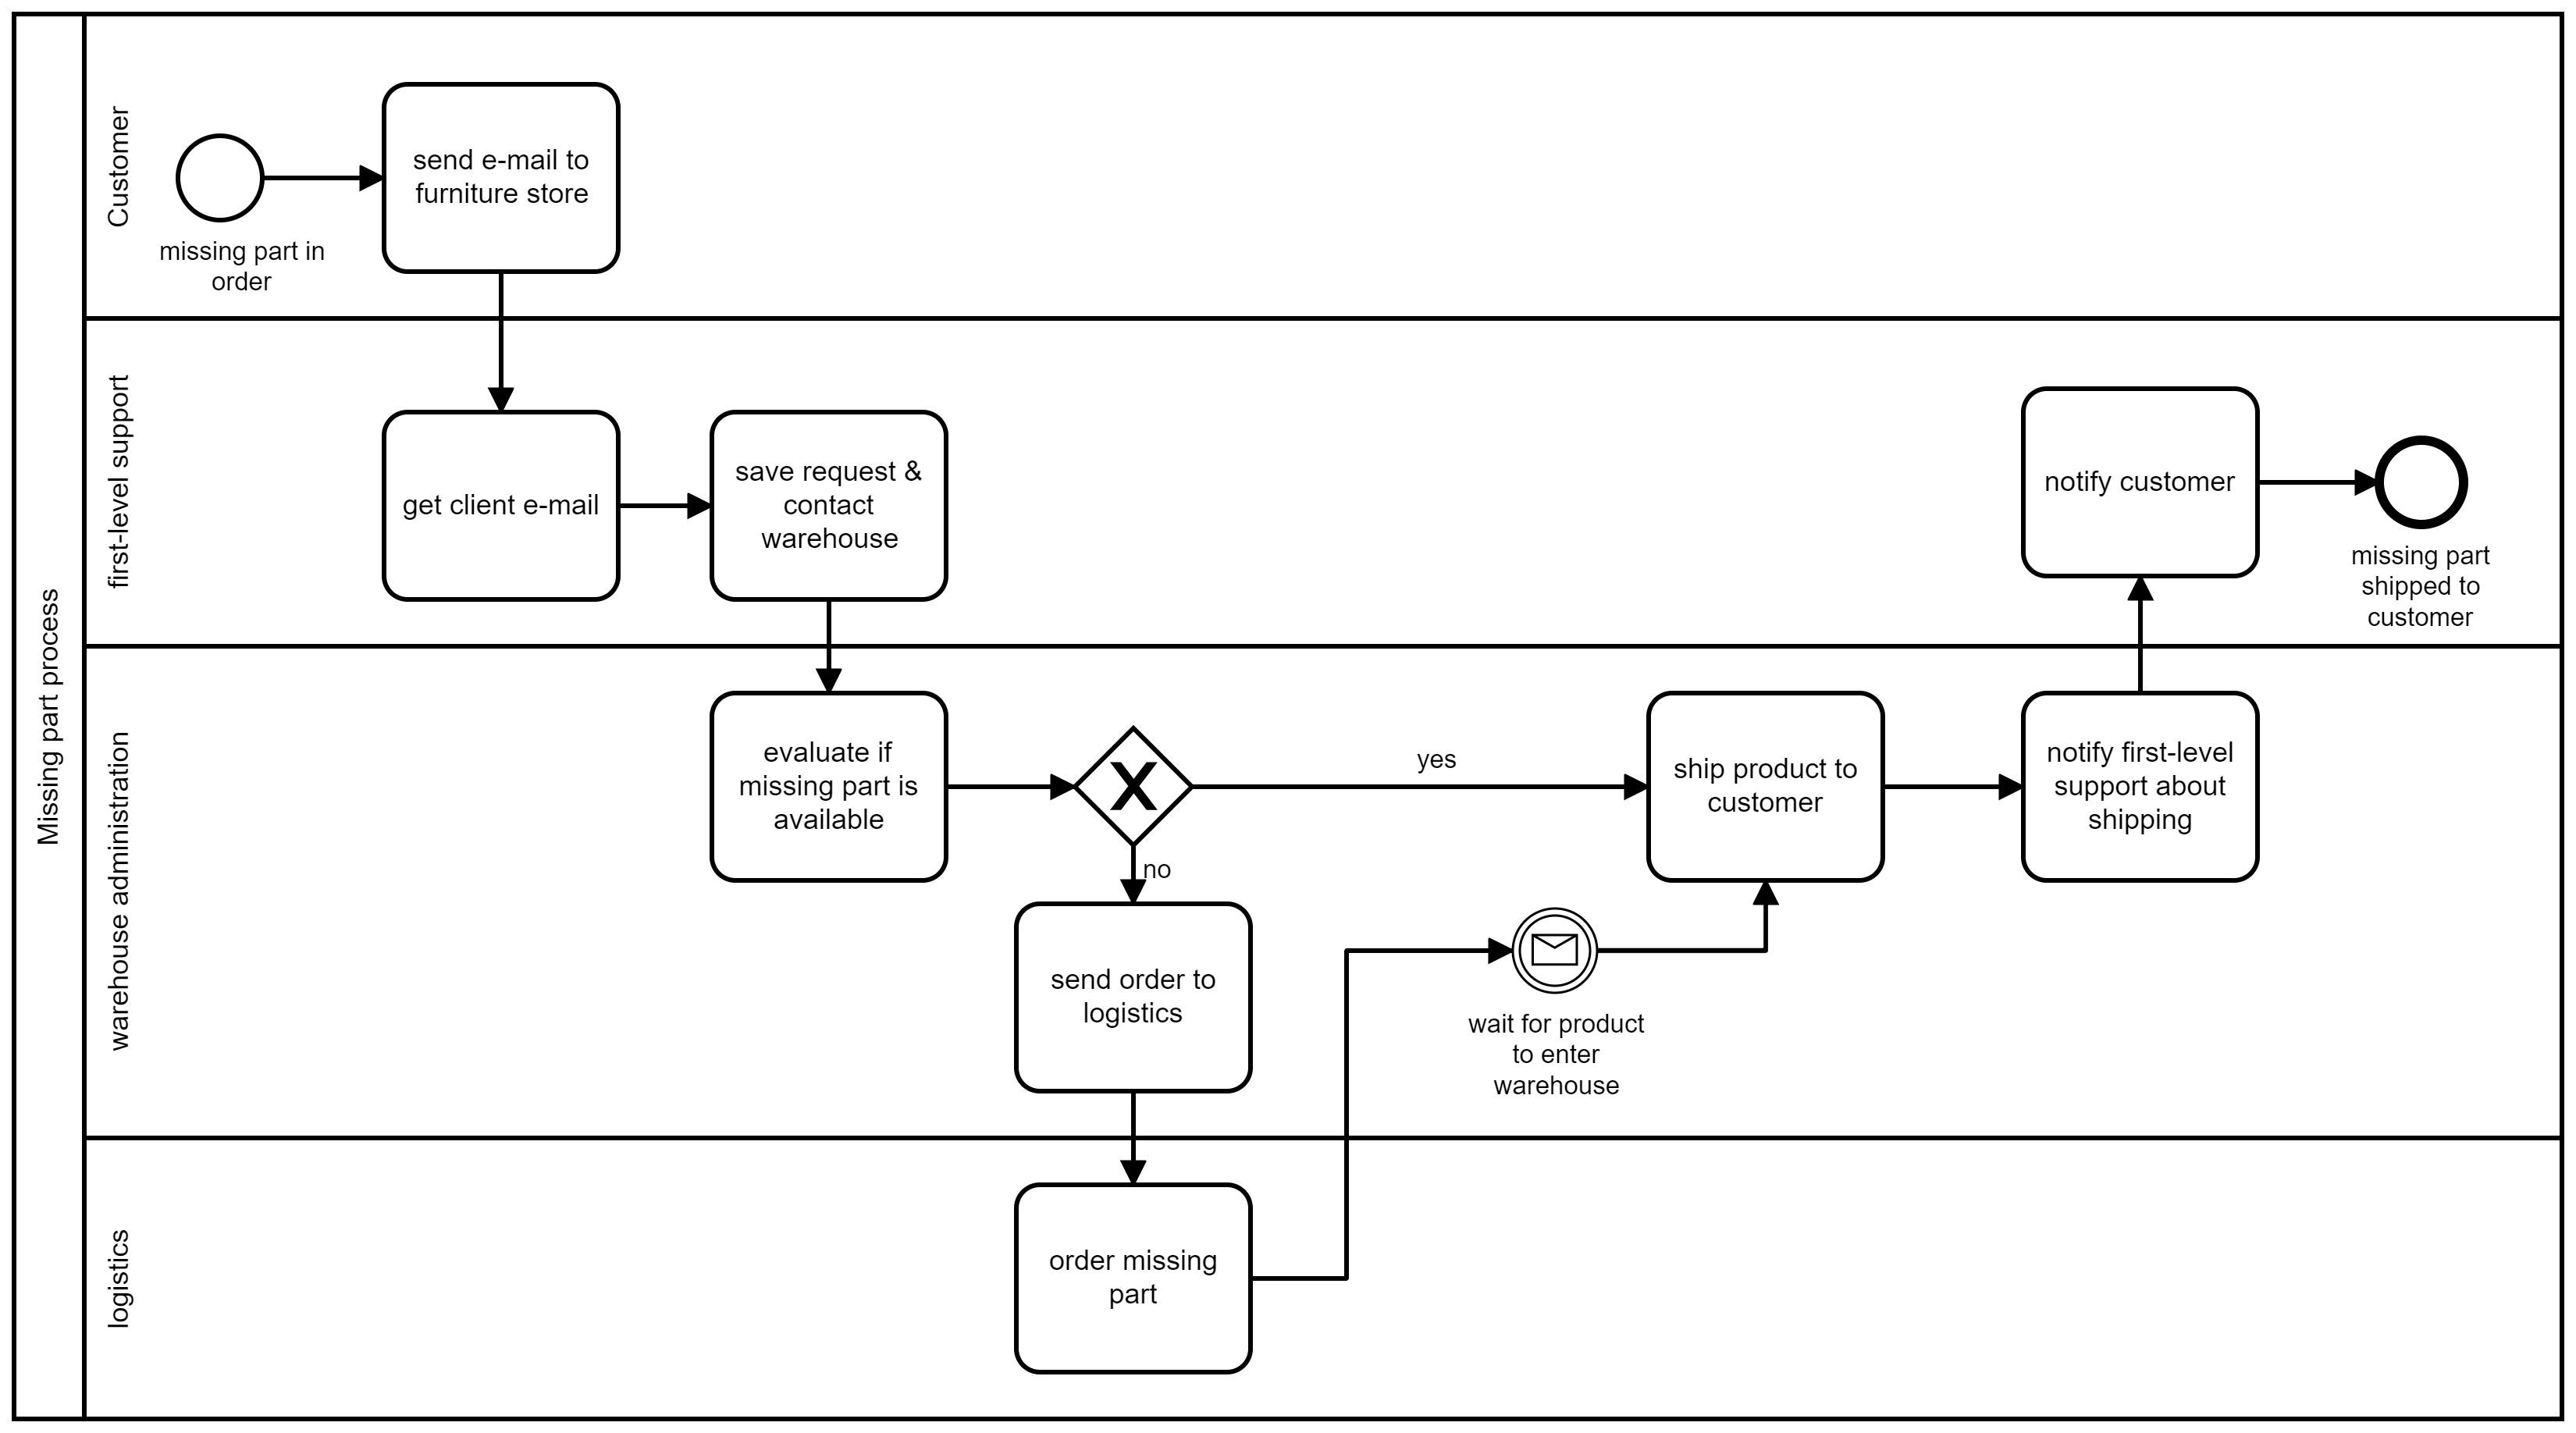 Missing part process
Customer
missing part in
order
send e-mail to
furniture store
first-level support
get client e-mail
save request &
contact
warehouse
notify customer
missing part
shipped to
customer
warehouse administration
evaluate if
missing part is
available
yes
no
send order to
logistics
wait for product
to enter
warehouse
ship product to
customer
notify first-level
support about
shipping
logistics
order missing
part